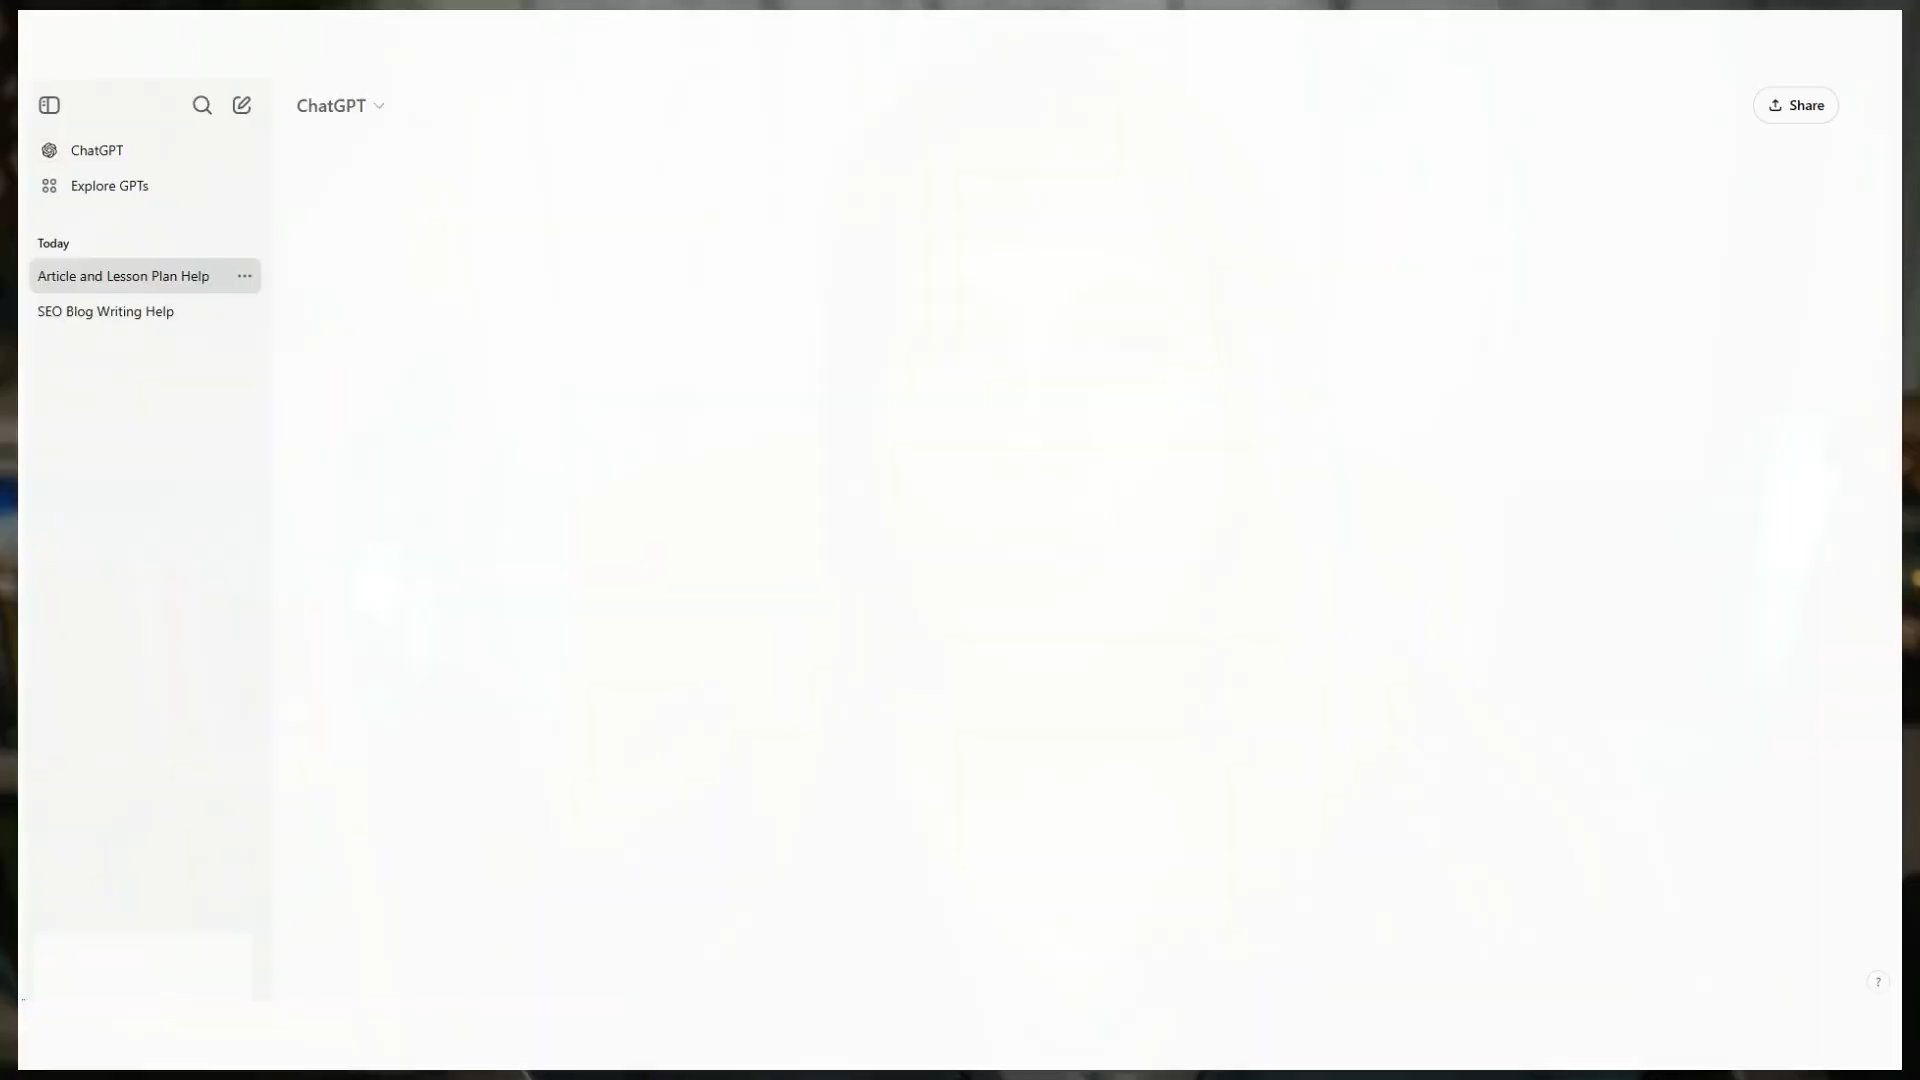 ChatGPT
Share
ChatGPT
Explore GPTs
Today
Article and Lesson Plan Help
SEO Blog Writing Help
?